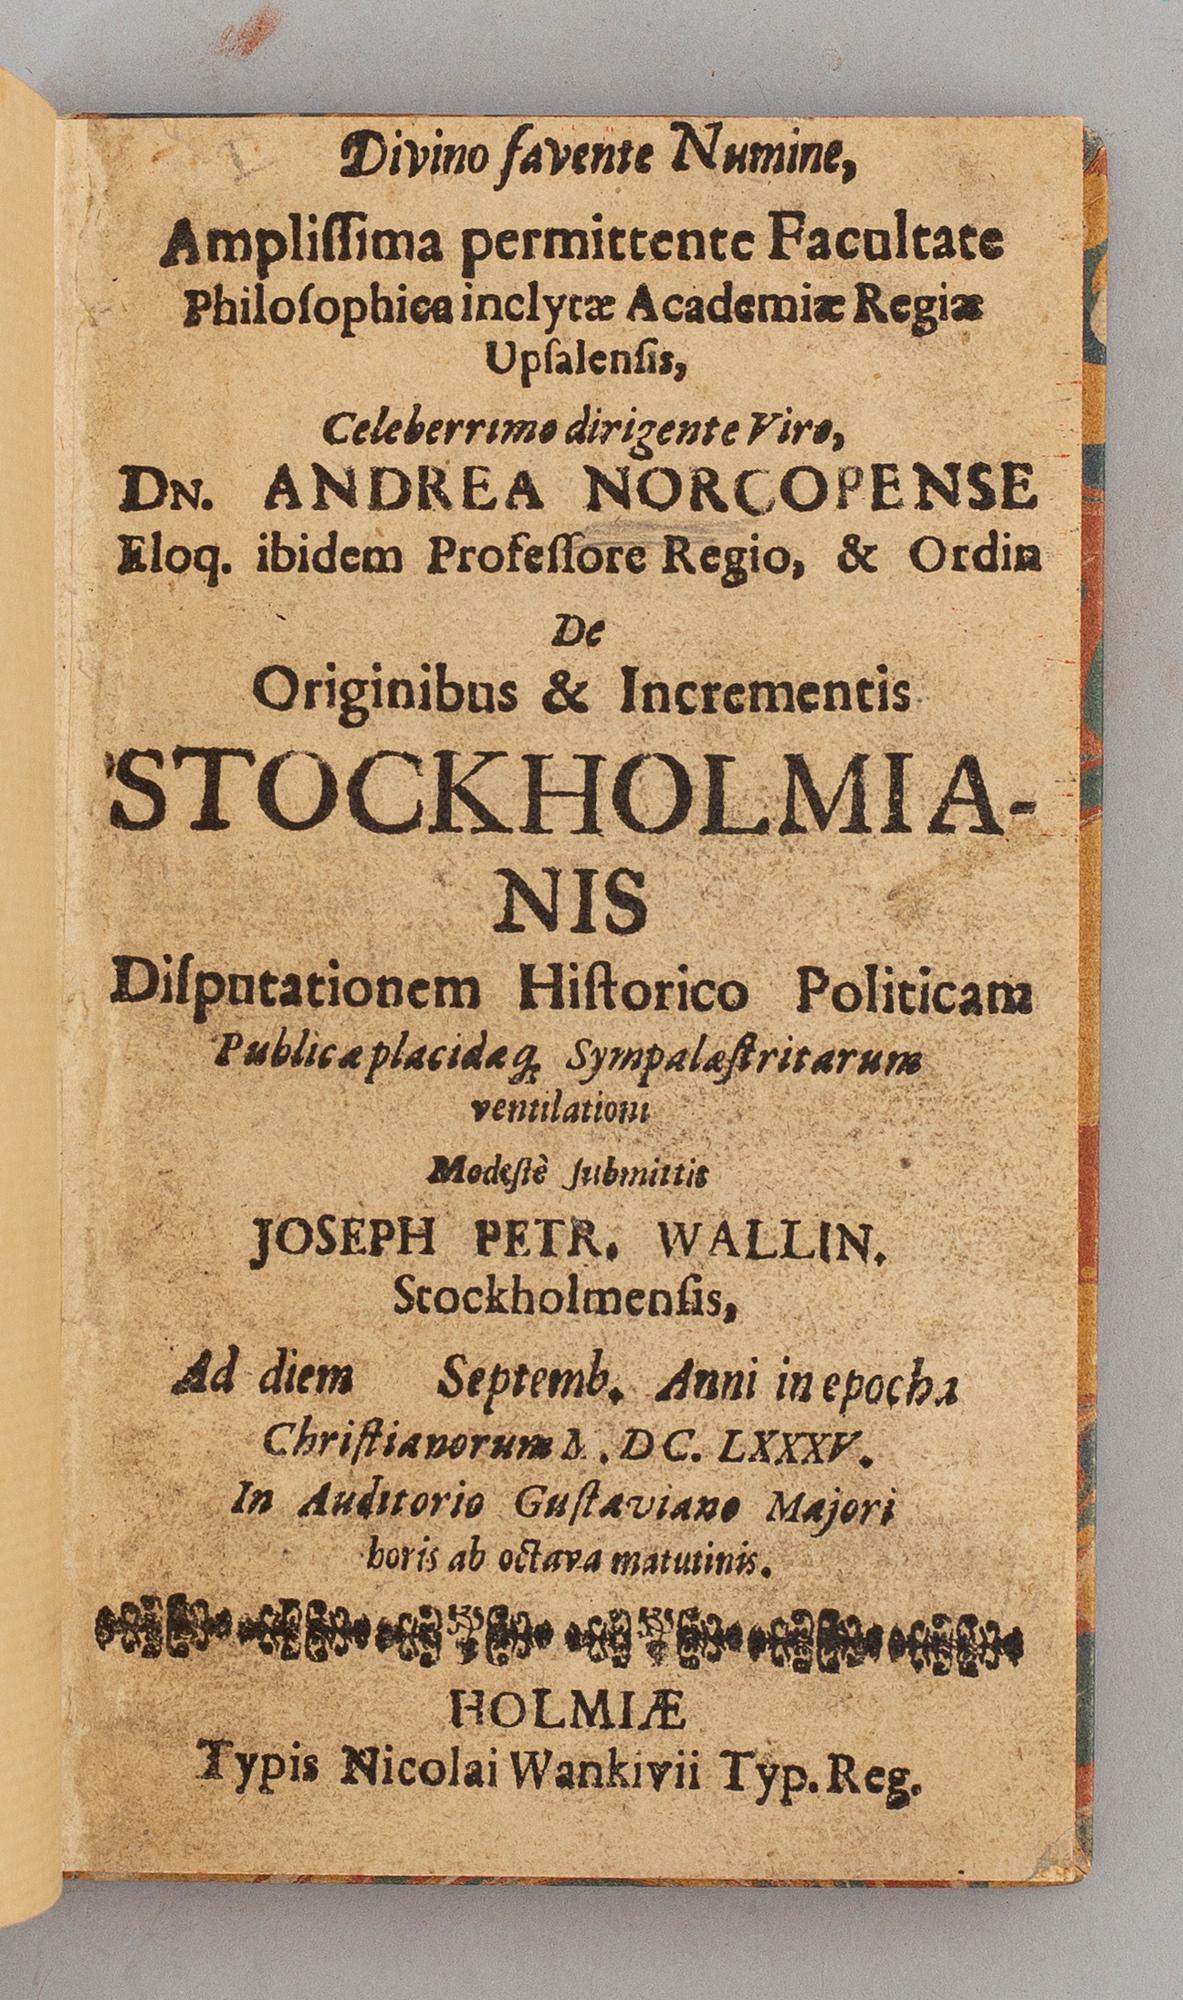 Divino favente Numine,
Ampliſſima permittente Facultate
Philoſophica inclytæ Academiæ Regiæ
Upſalenſis,
Celeberrimo dirigente Viro,
DN. ANDREA NORCOPENSE
Eloq. ibidem Profeſſore Regio, & Ordin
De
Originibus & Incrementis
STOCKHOLMIA-
NIS
Diſputationem Hiſtorico Politicam
Publicæ placidæq; Sympalæſtritarum
ventilationi
Modeſtè ſubmittit
JOSEPH PETR. WALLIN.
Stockholmenſis,
Ad diem Septemb. Anni in epocha
Chriſtianorum M. DC. LXXXV.
In Auditorio Guſtaviano Majori
horis ab octava matutinis.
HOLMIÆ
Typis Nicolai Wankivii Typ. Reg.